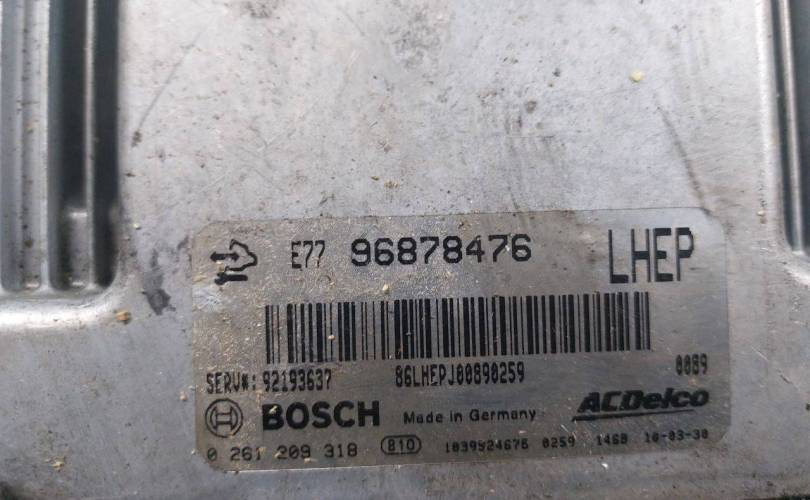 E77 96878476 LHEP
SERV#: 92193637 86LHEPJ00890259 0089
BOSCH Made in Germany ACDelco
0 261 209 318 810 1039924676 0259 1468 10-03-30